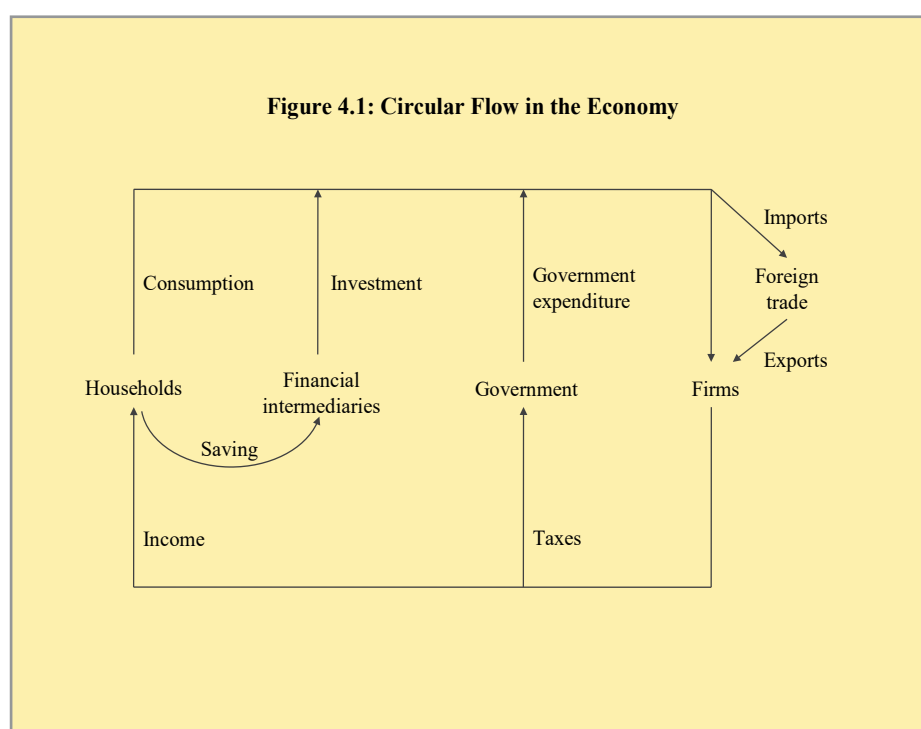 Figure 4.1: Circular Flow in the Economy
Imports
Consumption
Investment
Government
expenditure
Foreign
trade
Exports
Households
Financial
intermediaries
Government
Firms
Saving
Income
Taxes